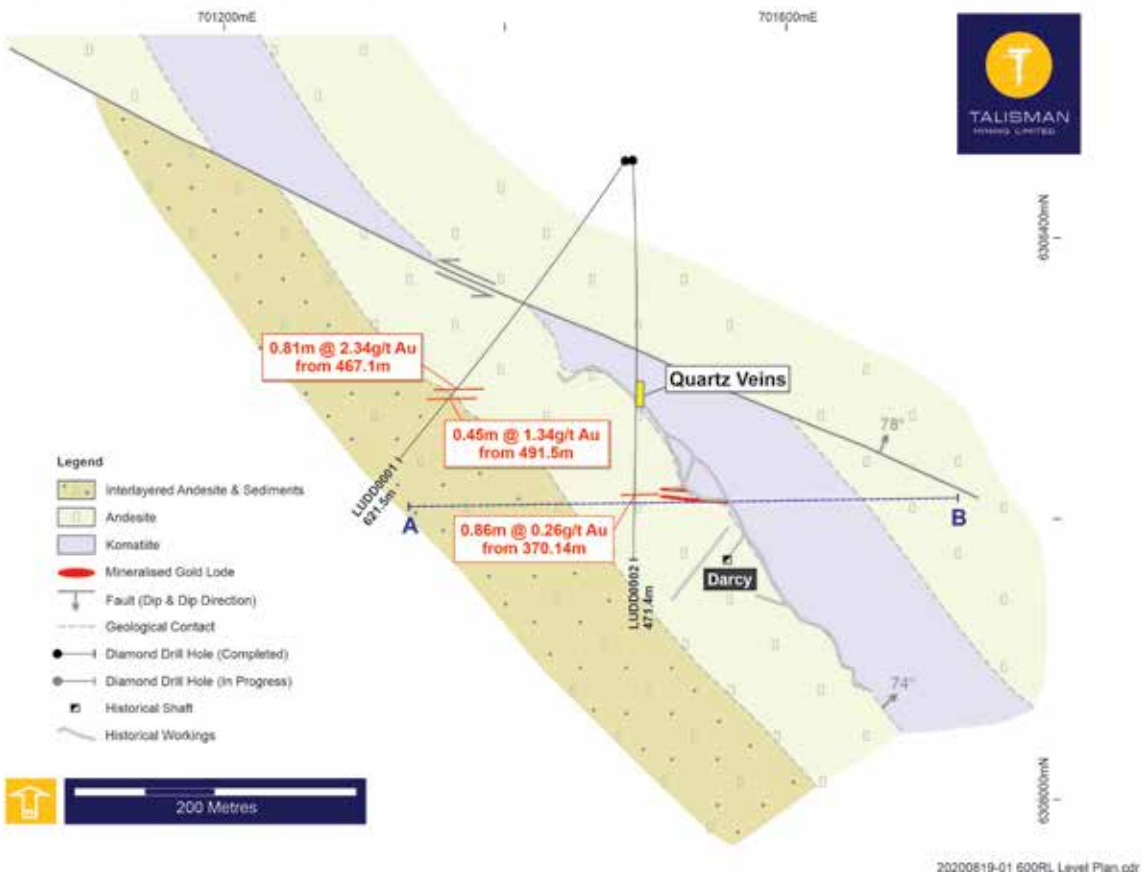 701200mE
701600mE
TALISMAN
MINING LIMITED
6306400mN
0.81m @ 2.34g/t Au
from 467.1m
Quartz Veins
0.45m @ 1.34g/t Au
from 491.5m
78°
LUDD0001
621.5m
A
B
0.86m @ 0.26g/t Au
from 370.14m
LUDD0002
471.4m
Darcy
74°
Legend
Interlayered Andesite & Sediments
Andesite
Komatiite
Mineralised Gold Lode
Fault (Dip & Dip Direction)
Geological Contact
Diamond Drill Hole (Completed)
Diamond Drill Hole (In Progress)
Historical Shaft
Historical Workings
200 Metres
6306000mN
20200819-01 600RL Level Plan.cdr